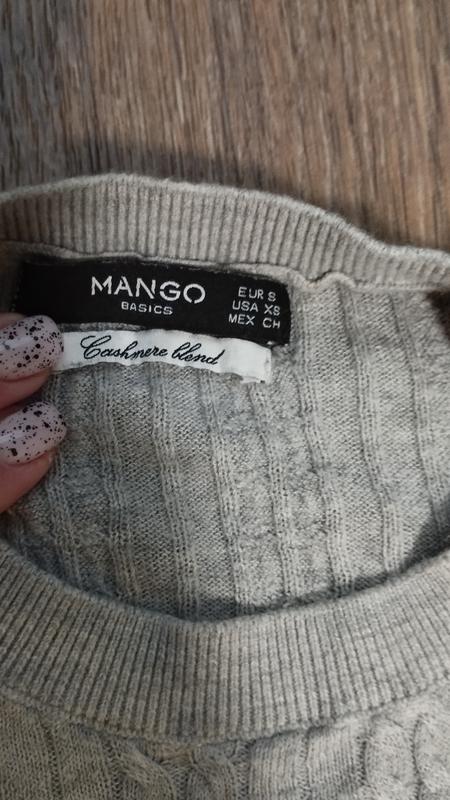 MANGO
BASICS
EUR S
USA XS
MEX CH
Cashmere blend